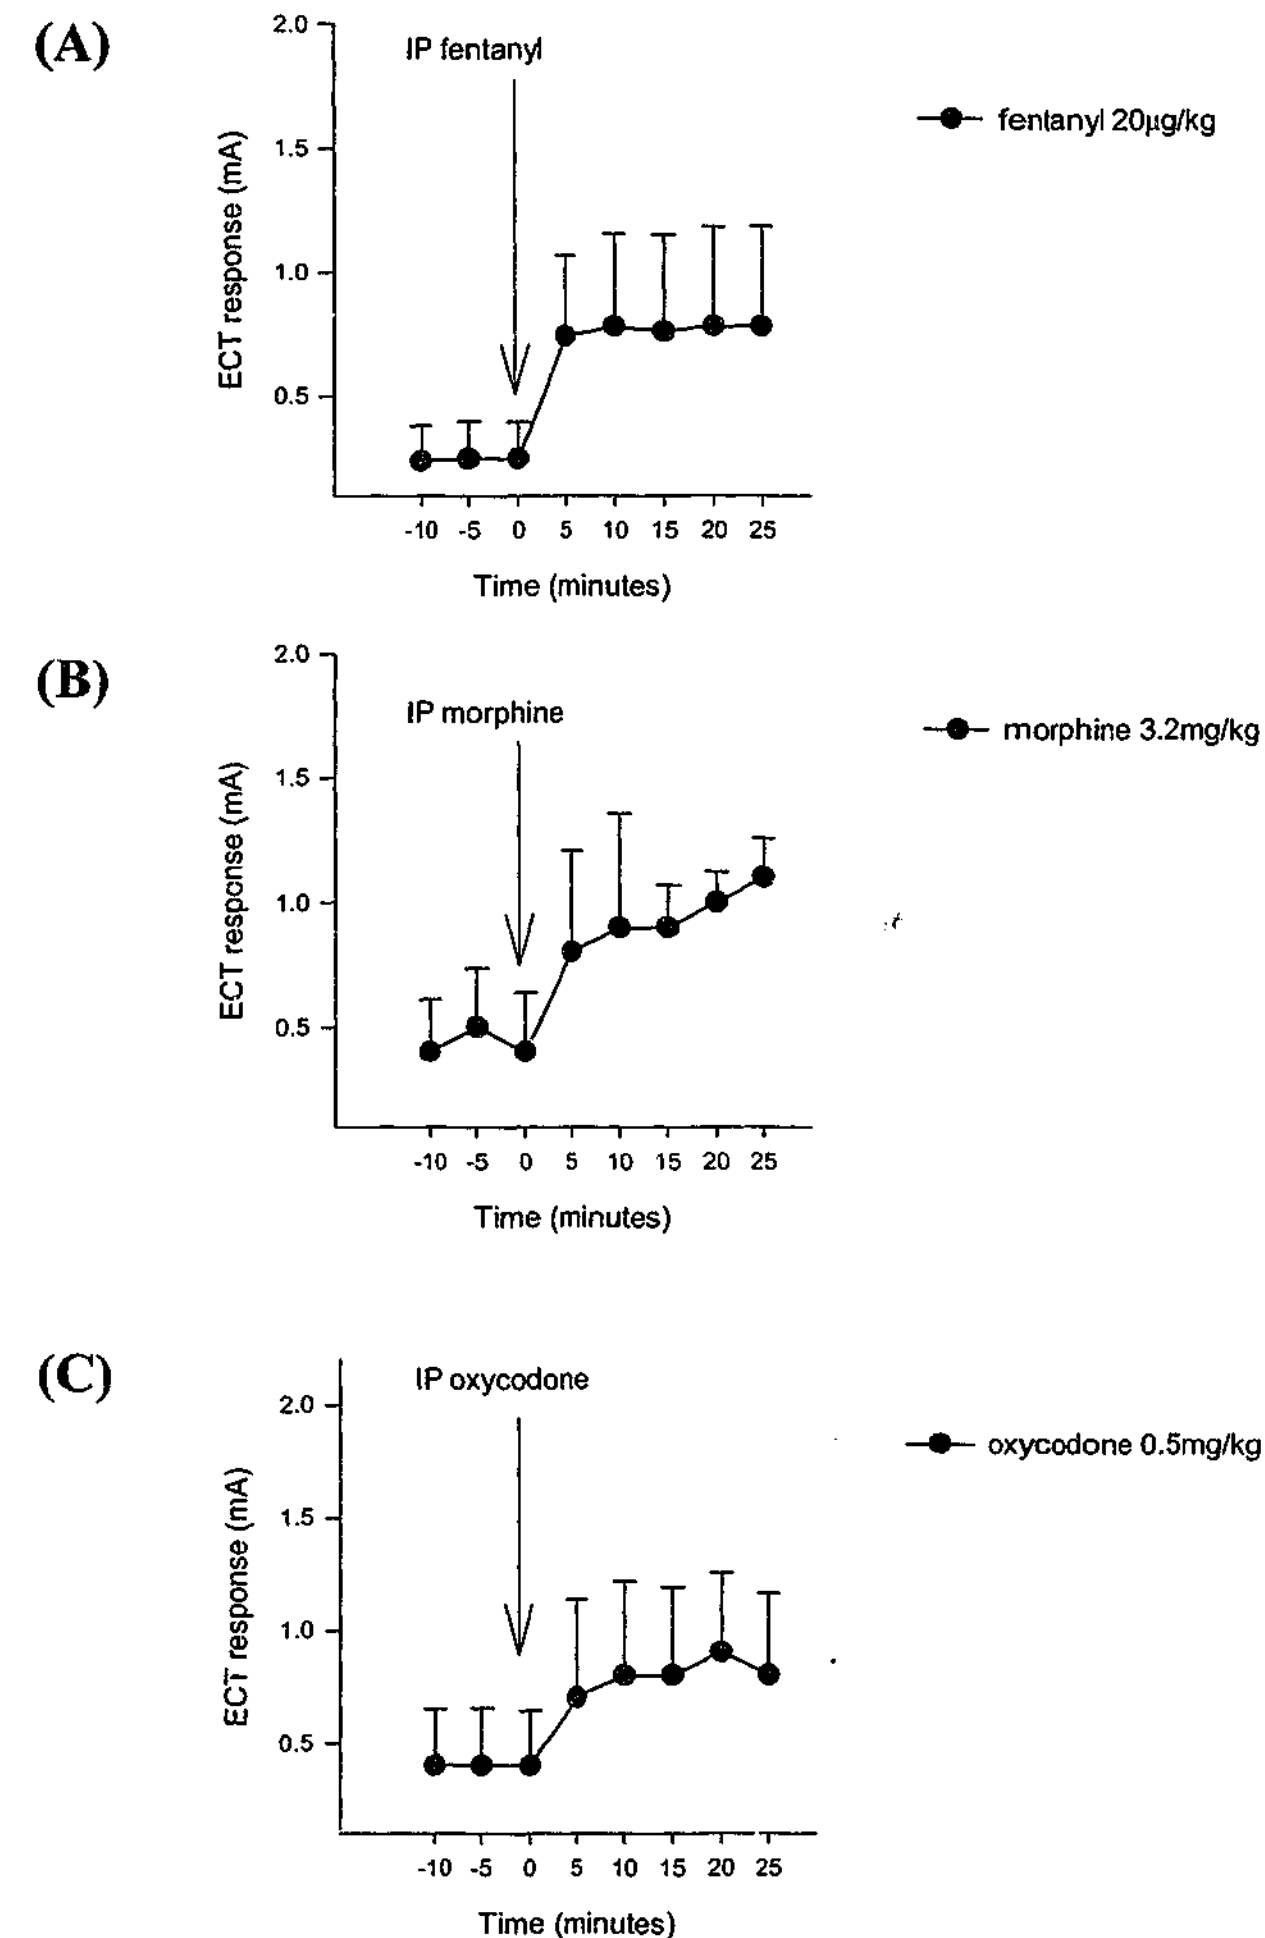 (A)
IP fentanyl
fentanyl 20µg/kg
2.0
1.5
1.0
0.5
ECT response (mA)
-10 -5 0 5 10 15 20 25
Time (minutes)
(B)
IP morphine
morphine 3.2mg/kg
2.0
1.5
1.0
0.5
ECT response (mA)
-10 -5 0 5 10 15 20 25
Time (minutes)
(C)
IP oxycodone
oxycodone 0.5mg/kg
2.0
1.5
1.0
0.5
ECT response (mA)
-10 -5 0 5 10 15 20 25
Time (minutes)